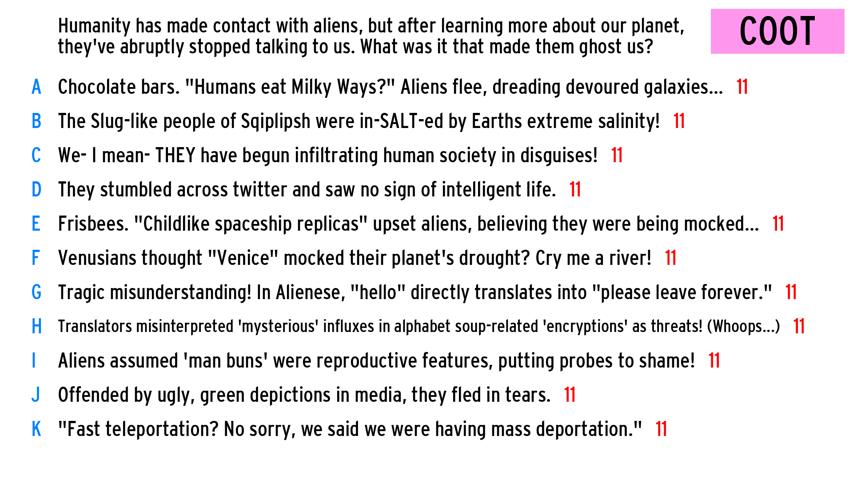 Humanity has made contact with aliens, but after learning more about our planet,
they've abruptly stopped talking to us. What was it that made them ghost us?
COOT
A Chocolate bars. "Humans eat Milky Ways?" Aliens flee, dreading devoured galaxies... 11
B The Slug-like people of Sqiplipsh were in-SALT-ed by Earths extreme salinity! 11
C We- I mean- THEY have begun infiltrating human society in disguises! 11
D They stumbled across twitter and saw no sign of intelligent life. 11
E Frisbees. "Childlike spaceship replicas" upset aliens, believing they were being mocked... 11
F Venusians thought "Venice" mocked their planet's drought? Cry me a river! 11
G Tragic misunderstanding! In Alienese, "hello" directly translates into "please leave forever." 11
H Translators misinterpreted 'mysterious' influxes in alphabet soup-related 'encryptions' as threats! (Whoops...) 11
I Aliens assumed 'man buns' were reproductive features, putting probes to shame! 11
J Offended by ugly, green depictions in media, they fled in tears. 11
K "Fast teleportation? No sorry, we said we were having mass deportation." 11